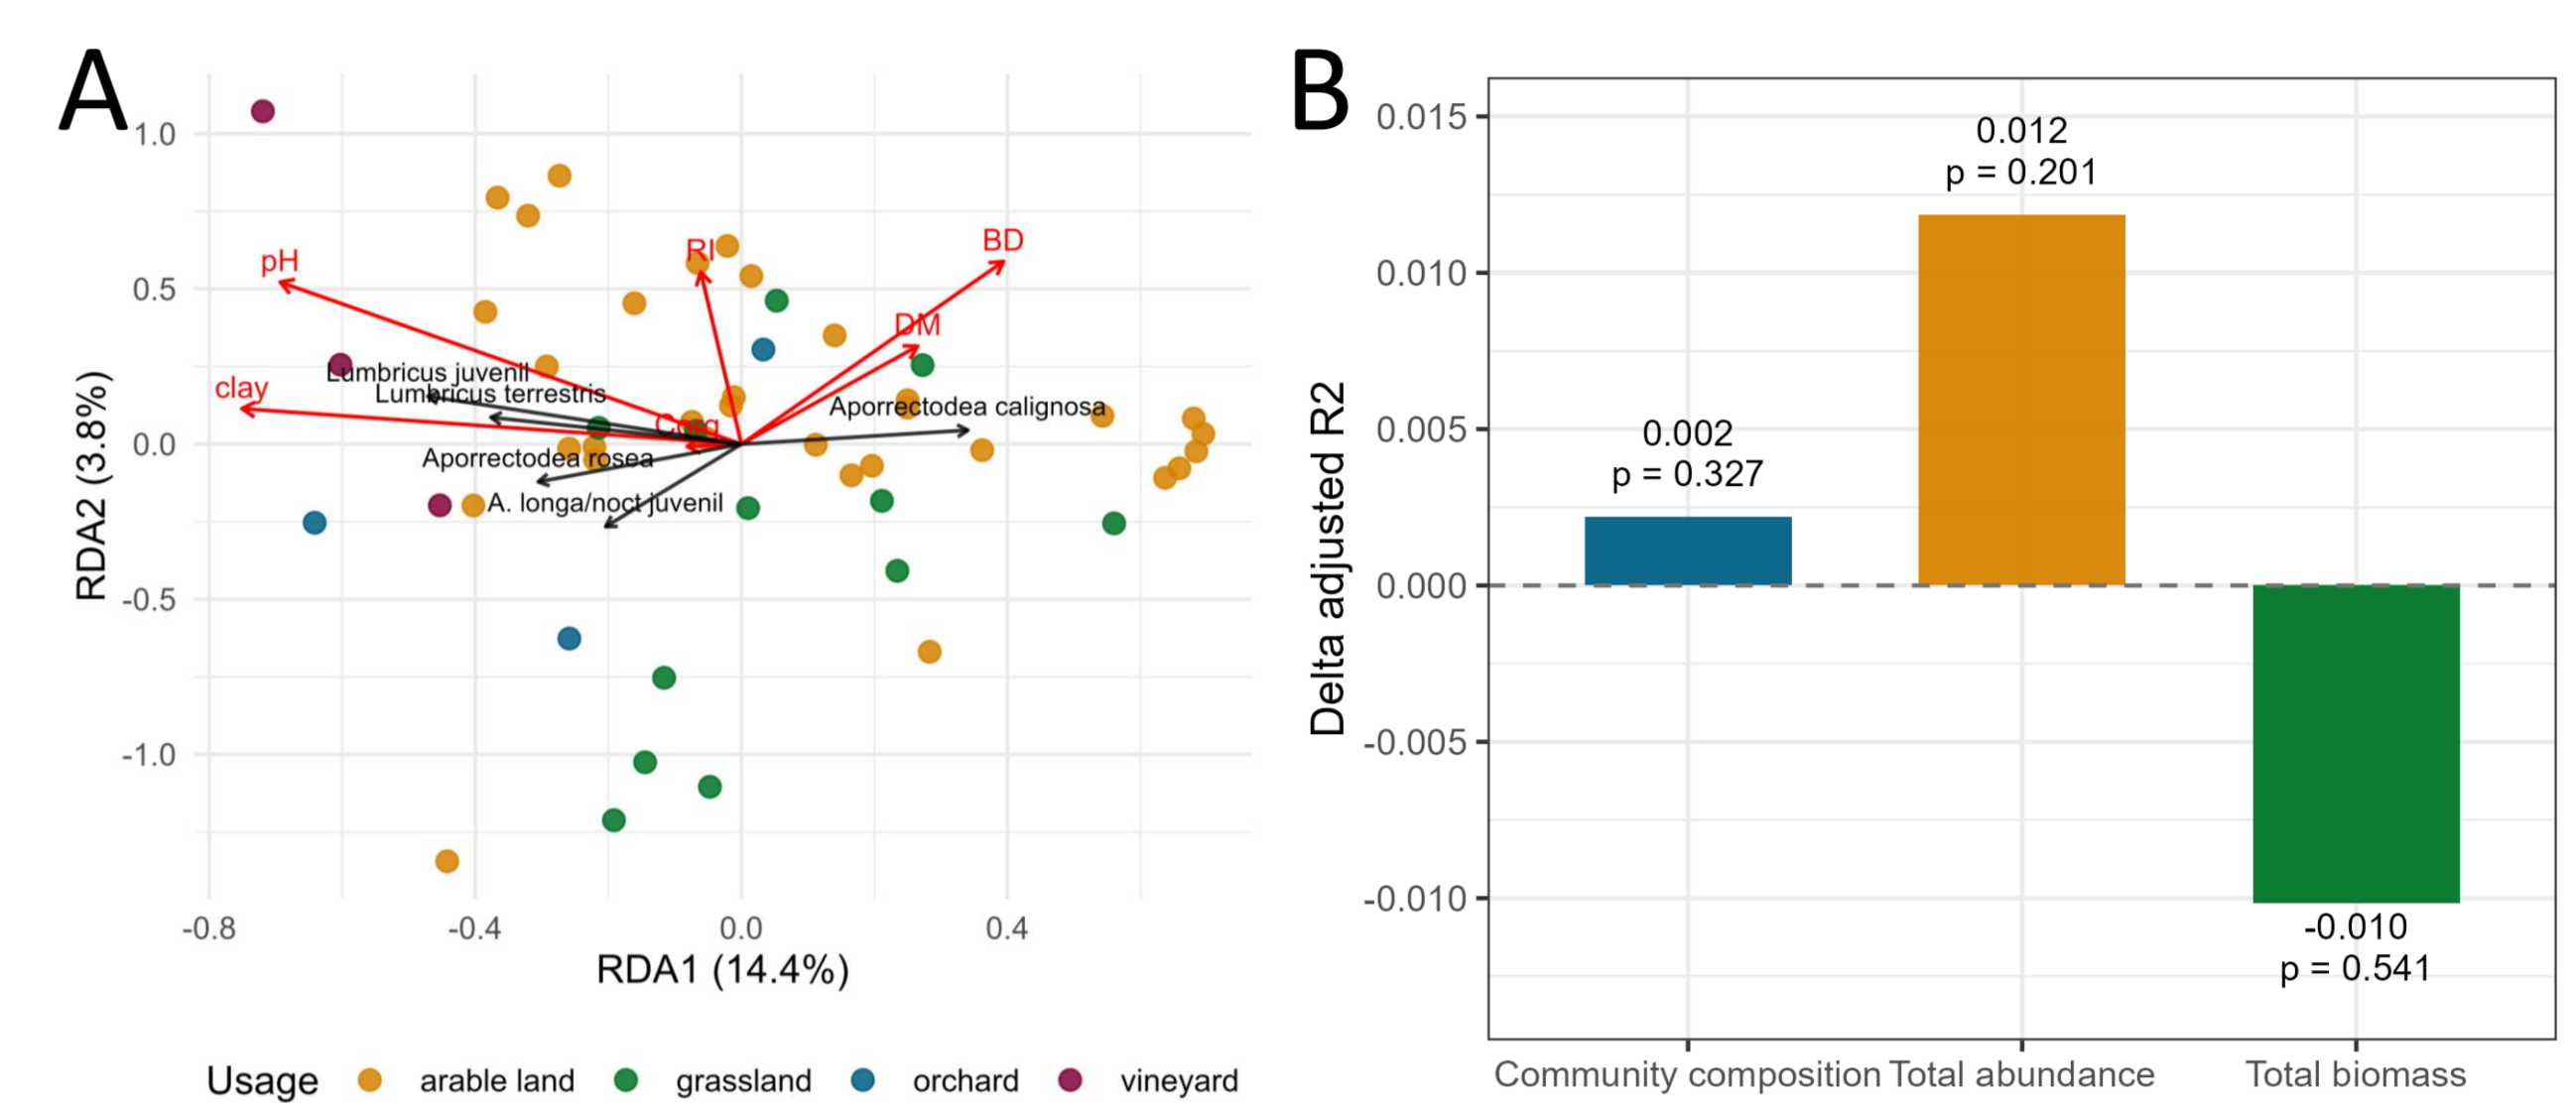 A
1.0
0.5
0.0
-0.5
-1.0
RDA2 (3.8%)
pH
RI
BD
DM
clay
Lumbricus juvenil
Lumbricus terrestris
Corg
Aporrectodea calignosa
Aporrectodea rosea
A. longa/noct juvenil
-0.8 -0.4 0.0 0.4
RDA1 (14.4%)
Usage arable land grassland orchard vineyard
B
0.015
0.010
0.005
0.000
-0.005
-0.010
Delta adjusted R2
0.012
p = 0.201
0.002
p = 0.327
-0.010
p = 0.541
Community composition Total abundance Total biomass